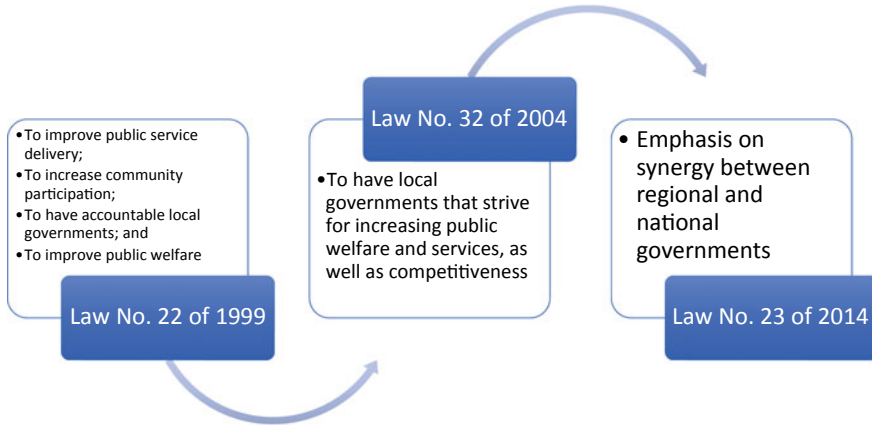 •To improve public service
delivery;
•To increase community
participation;
•To have accountable local
governments; and
•To improve public welfare
Law No. 22 of 1999
Law No. 32 of 2004
•To have local
governments that strive
for increasing public
welfare and services, as
well as competitiveness
• Emphasis on
synergy between
regional and
national
governments
Law No. 23 of 2014